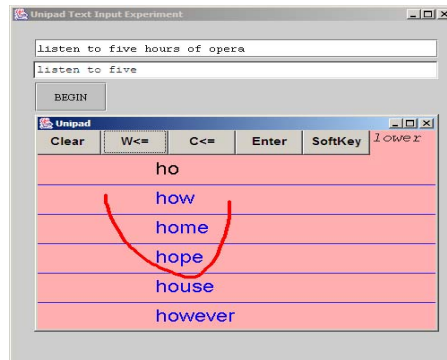 Unipad Text Input Experiment
listen to five hours of opera
listen to five
BEGIN
Unipad
Clear W<= C<= Enter SoftKey lower
ho
how
home
hope
house
however